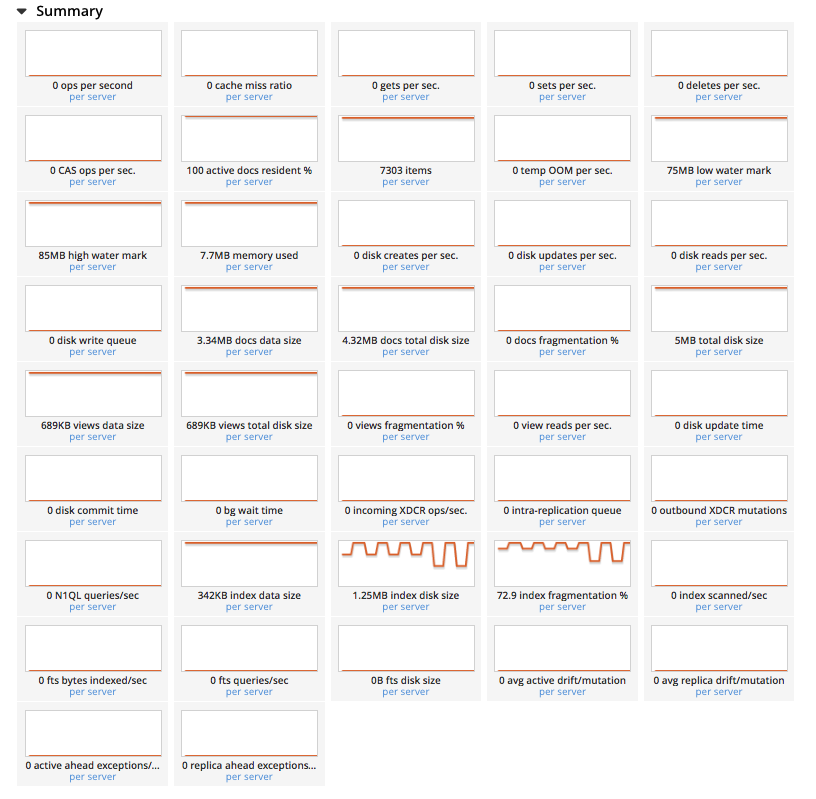 Summary
0 ops per second
per server
0 cache miss ratio
per server
0 gets per sec.
per server
0 sets per sec.
per server
0 deletes per sec.
per server
0 CAS ops per sec.
per server
100 active docs resident %
per server
7303 items
per server
0 temp OOM per sec.
per server
75MB low water mark
per server
85MB high water mark
per server
7.7MB memory used
per server
0 disk creates per sec.
per server
0 disk updates per sec.
per server
0 disk reads per sec.
per server
0 disk write queue
per server
3.34MB docs data size
per server
4.32MB docs total disk size
per server
0 docs fragmentation %
per server
5MB total disk size
per server
689KB views data size
per server
689KB views total disk size
per server
0 views fragmentation %
per server
0 view reads per sec.
per server
0 disk update time
per server
0 disk commit time
per server
0 bg wait time
per server
0 incoming XDCR ops/sec.
per server
0 intra-replication queue
per server
0 outbound XDCR mutations
per server
0 N1QL queries/sec
per server
342KB index data size
per server
1.25MB index disk size
per server
72.9 index fragmentation %
per server
0 index scanned/sec
per server
0 fts bytes indexed/sec
per server
0 fts queries/sec
per server
0B fts disk size
per server
0 avg active drift/mutation
per server
0 avg replica drift/mutation
per server
0 active ahead exceptions/...
per server
0 replica ahead exceptions...
per server